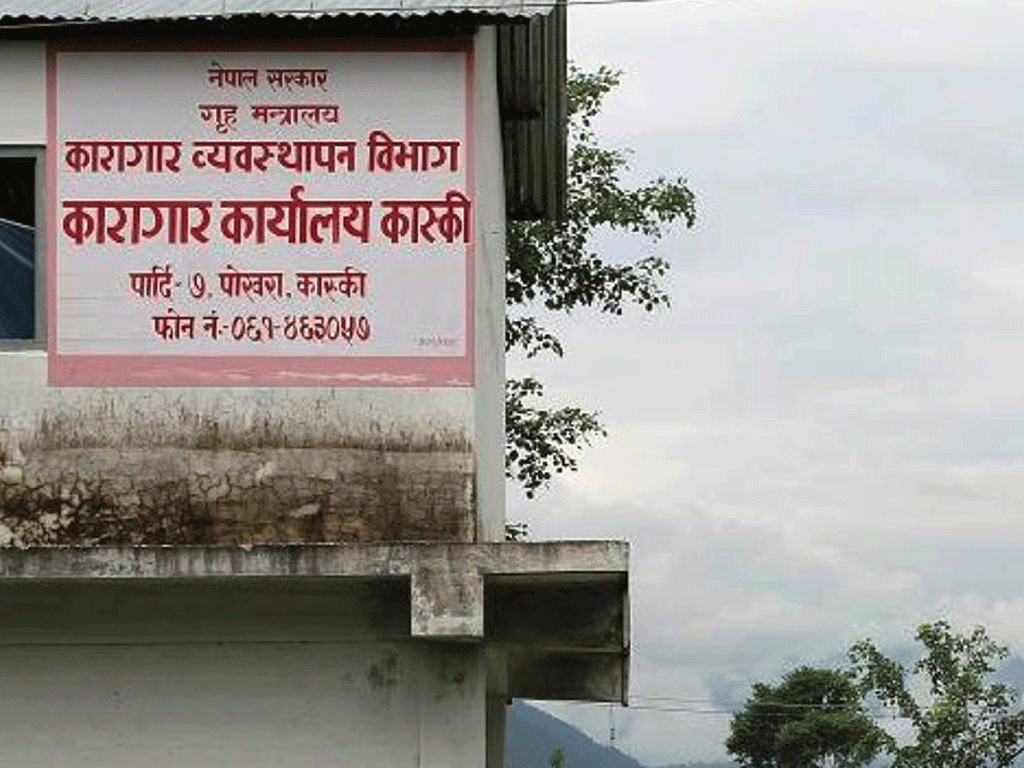 नेपाल सरकार
गृह मन्त्रालय
कारागार व्यवस्थापन विभाग
कारागार कार्यालय कास्की
पार्दि- ७, पोखरा, कास्की
फोन नं.-०६१-४६३०५७